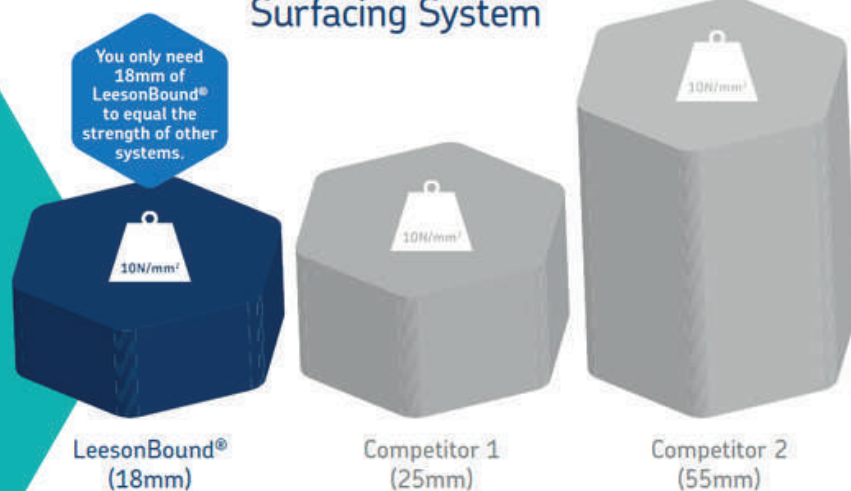 Surfacing System
You only need
18mm of
LeesonBound®
to equal the
strength of other
systems.
10N/mm²
10N/mm²
10N/mm²
LeesonBound®
(18mm)
Competitor 1
(25mm)
Competitor 2
(55mm)